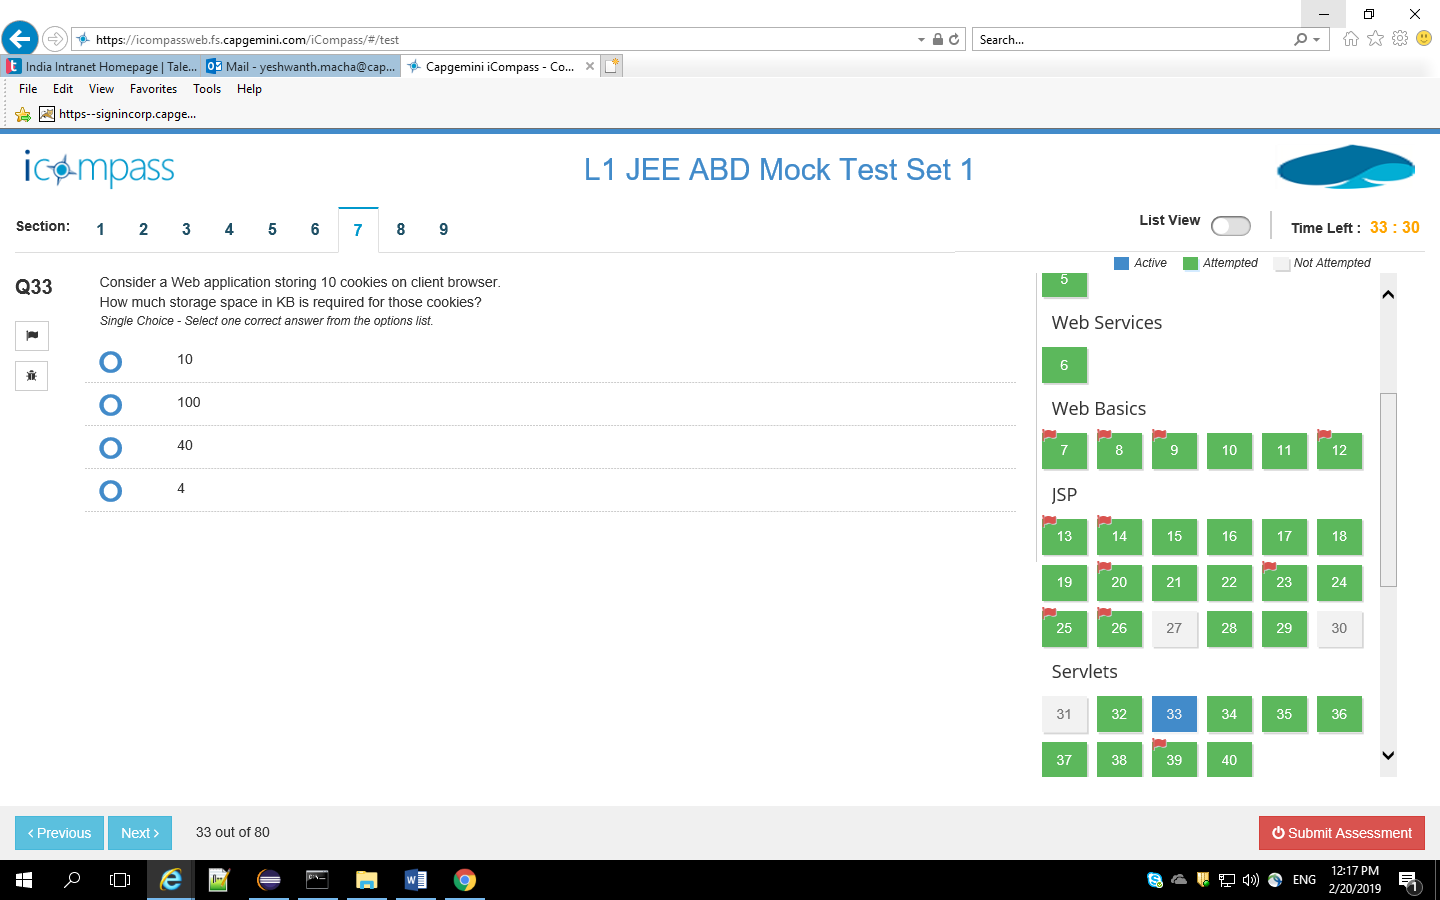 https://icompassweb.fs.capgemini.com/iCompass/#/test
Search...
India Intranet Homepage | Tale...
Mail - yeshwanth.macha@cap...
Capgemini iCompass - Co...
File Edit View Favorites Tools Help
https--signincorp.capge...
icompass
L1 JEE ABD Mock Test Set 1
Section: 1 2 3 4 5 6 7 8 9
List View
Time Left : 33 : 30
Active Attempted Not Attempted
Q33
Consider a Web application storing 10 cookies on client browser.
How much storage space in KB is required for those cookies?
Single Choice - Select one correct answer from the options list.
10
100
40
4
5
Web Services
6
Web Basics
7 8 9 10 11 12
JSP
13 14 15 16 17 18
19 20 21 22 23 24
25 26 27 28 29 30
Servlets
31 32 33 34 35 36
37 38 39 40
Previous Next
33 out of 80
Submit Assessment
ENG
12:17 PM
2/20/2019
1